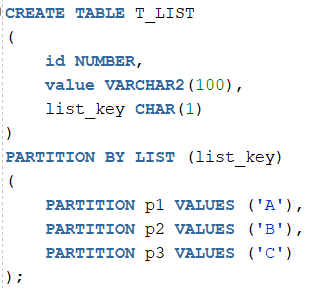 CREATE TABLE T_LIST
(
    id NUMBER,
    value VARCHAR2(100),
    list_key CHAR(1)
)
PARTITION BY LIST (list_key)
(
    PARTITION p1 VALUES ('A'),
    PARTITION p2 VALUES ('B'),
    PARTITION p3 VALUES ('C')
);